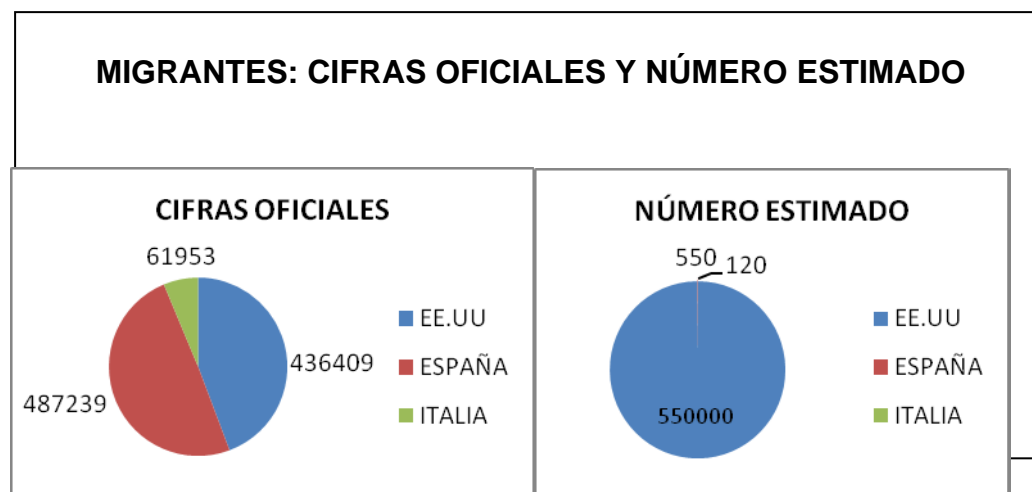 MIGRANTES: CIFRAS OFICIALES Y NÚMERO ESTIMADO
CIFRAS OFICIALES
61953
436409
487239
EE.UU
ESPAÑA
ITALIA
NÚMERO ESTIMADO
550
120
550000
EE.UU
ESPAÑA
ITALIA